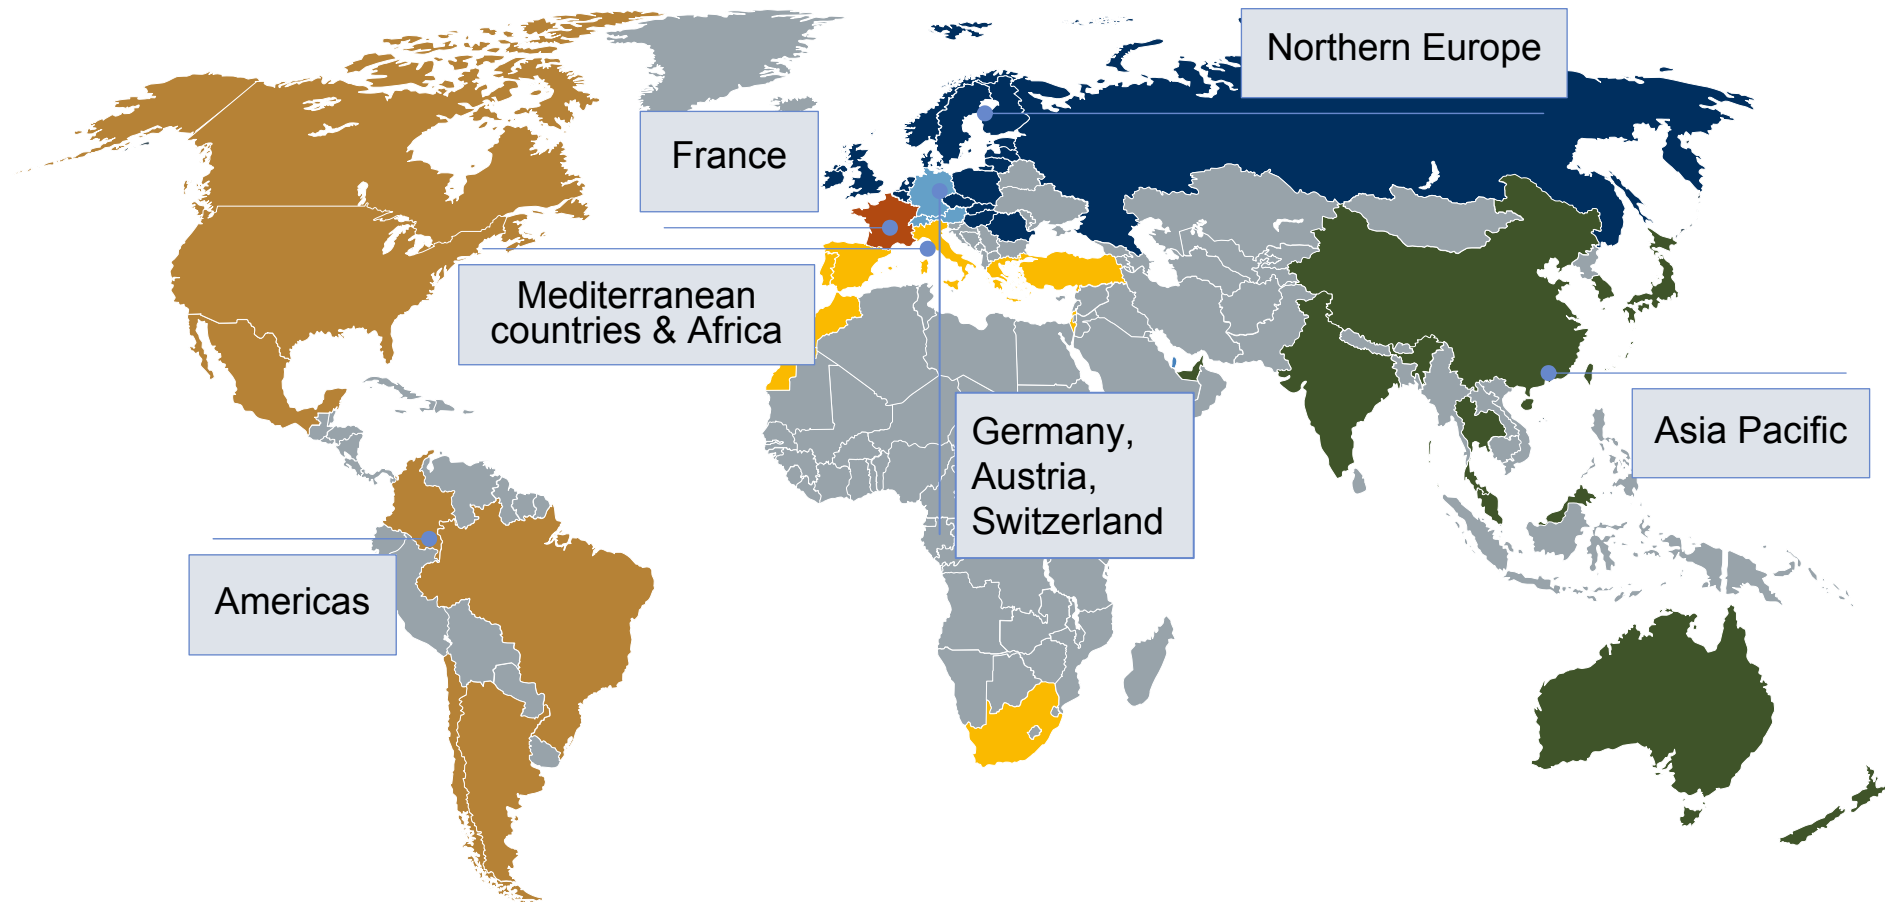 Northern Europe
France
Mediterranean
countries & Africa
Germany,
Austria,
Switzerland
Asia Pacific
Americas